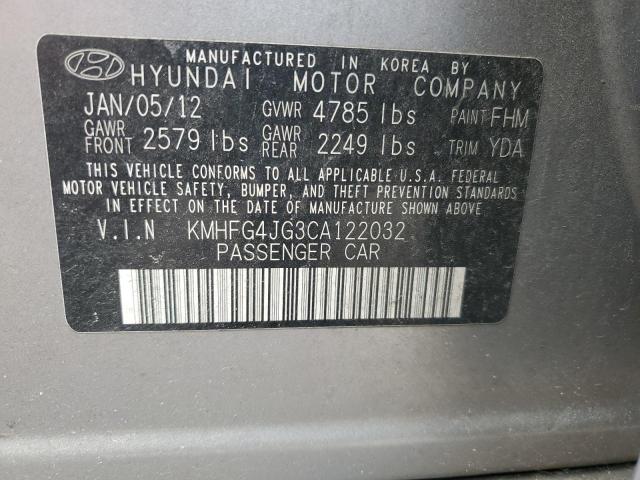 MANUFACTURED IN KOREA BY
HYUNDAI MOTOR COMPANY
JAN/05/12 GVWR 4785 lbs PAINT FHM
GAWR FRONT 2579 lbs GAWR REAR 2249 lbs TRIM YDA
THIS VEHICLE CONFORMS TO ALL APPLICABLE U.S.A. FEDERAL
MOTOR VEHICLE SAFETY, BUMPER, AND THEFT PREVENTION STANDARDS
IN EFFECT ON THE DATE OF MANUFACTURE SHOWN ABOVE.
V.I.N KMHFG4JG3CA122032
PASSENGER CAR